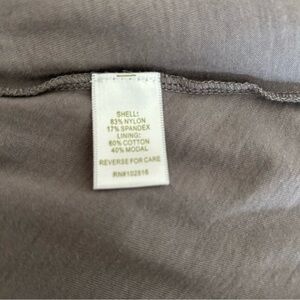 SHELL:
83% NYLON
17% SPANDEX
LINING:
60% COTTON
40% MODAL
REVERSE FOR CARE
RN#102816